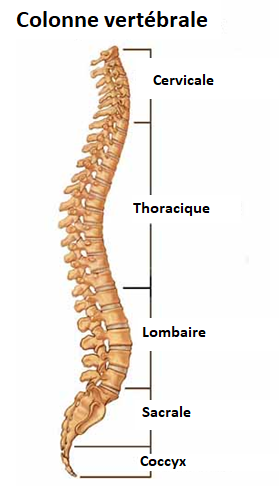 Colonne vertébrale
Cervicale
Thoracique
Lombaire
Sacrale
Coccyx